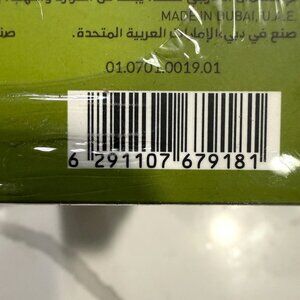 MADE IN DUBAI, U.A.E.
صنع في دبي، الإمارات العربية المتحدة.
01.0701.0019.01
6 291107 679181